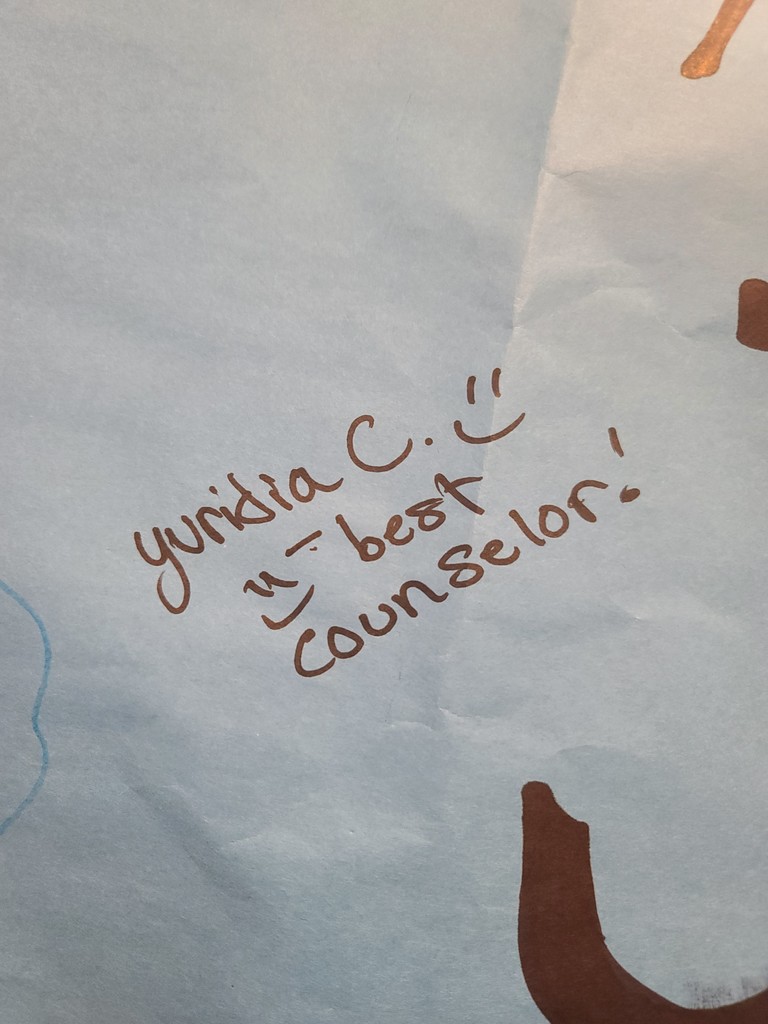 yuridia C. :)
:) - best
counselor!